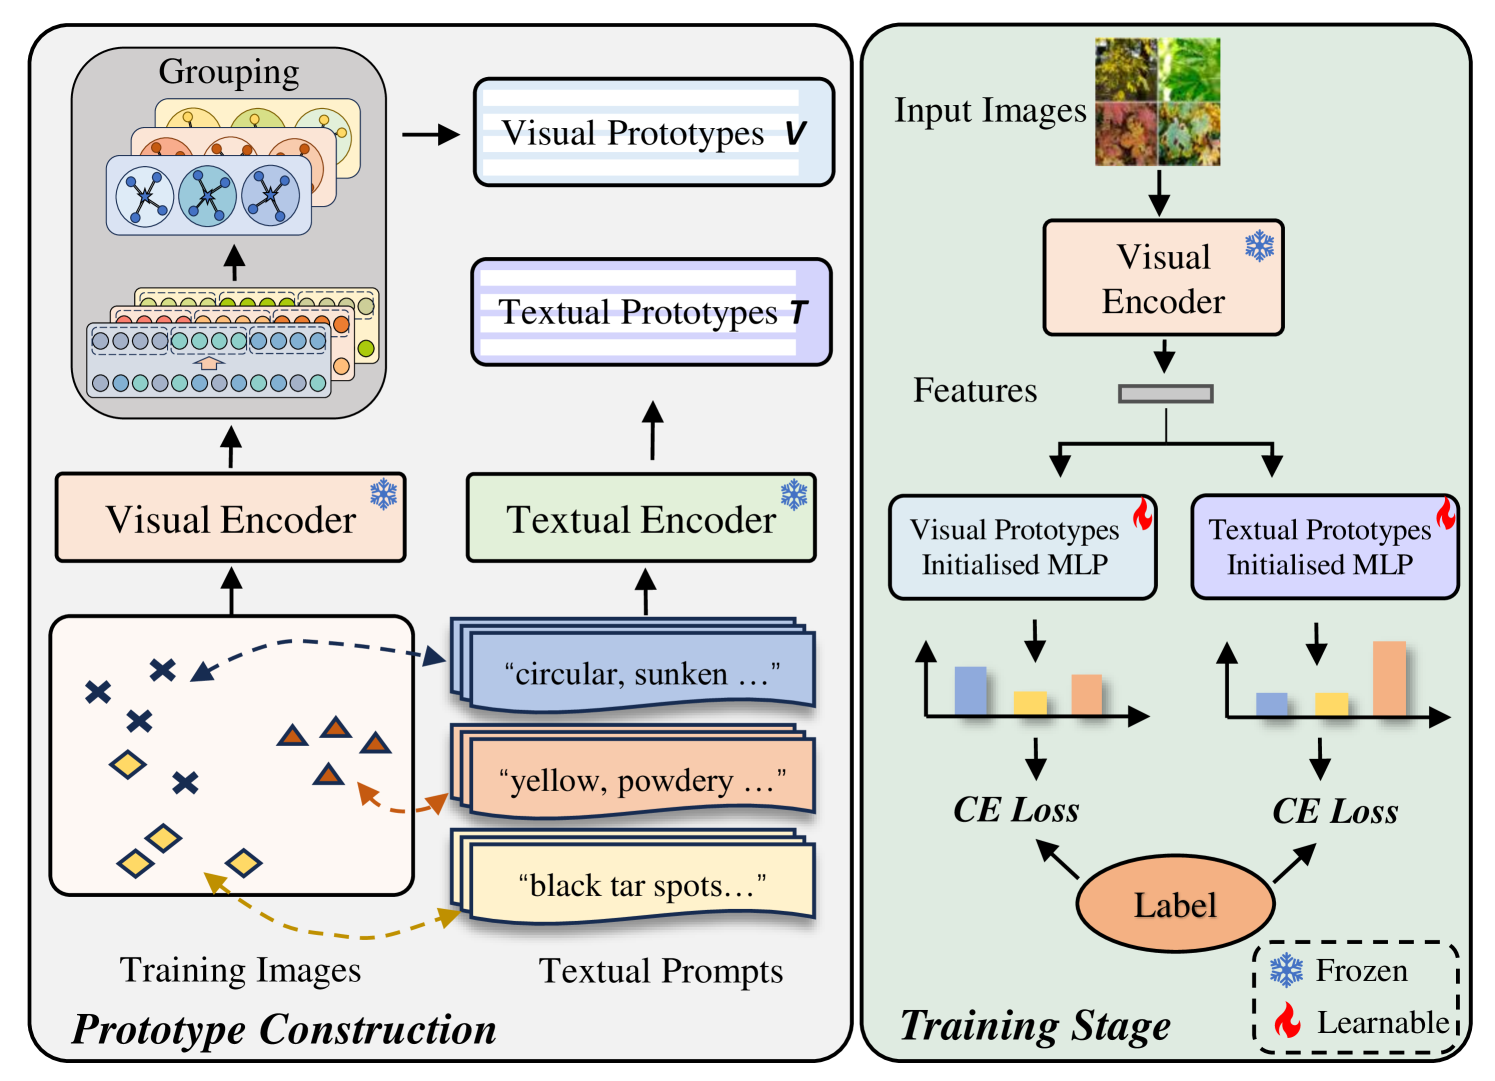 Grouping
Visual Prototypes V
Textual Prototypes T
Visual Encoder
Textual Encoder
“circular, sunken …”
“yellow, powdery …”
“black tar spots…”
Training Images
Textual Prompts
Prototype Construction
Input Images
Visual
Encoder
Features
Visual Prototypes
Initialised MLP
Textual Prototypes
Initialised MLP
CE Loss
CE Loss
Label
Frozen
Learnable
Training Stage